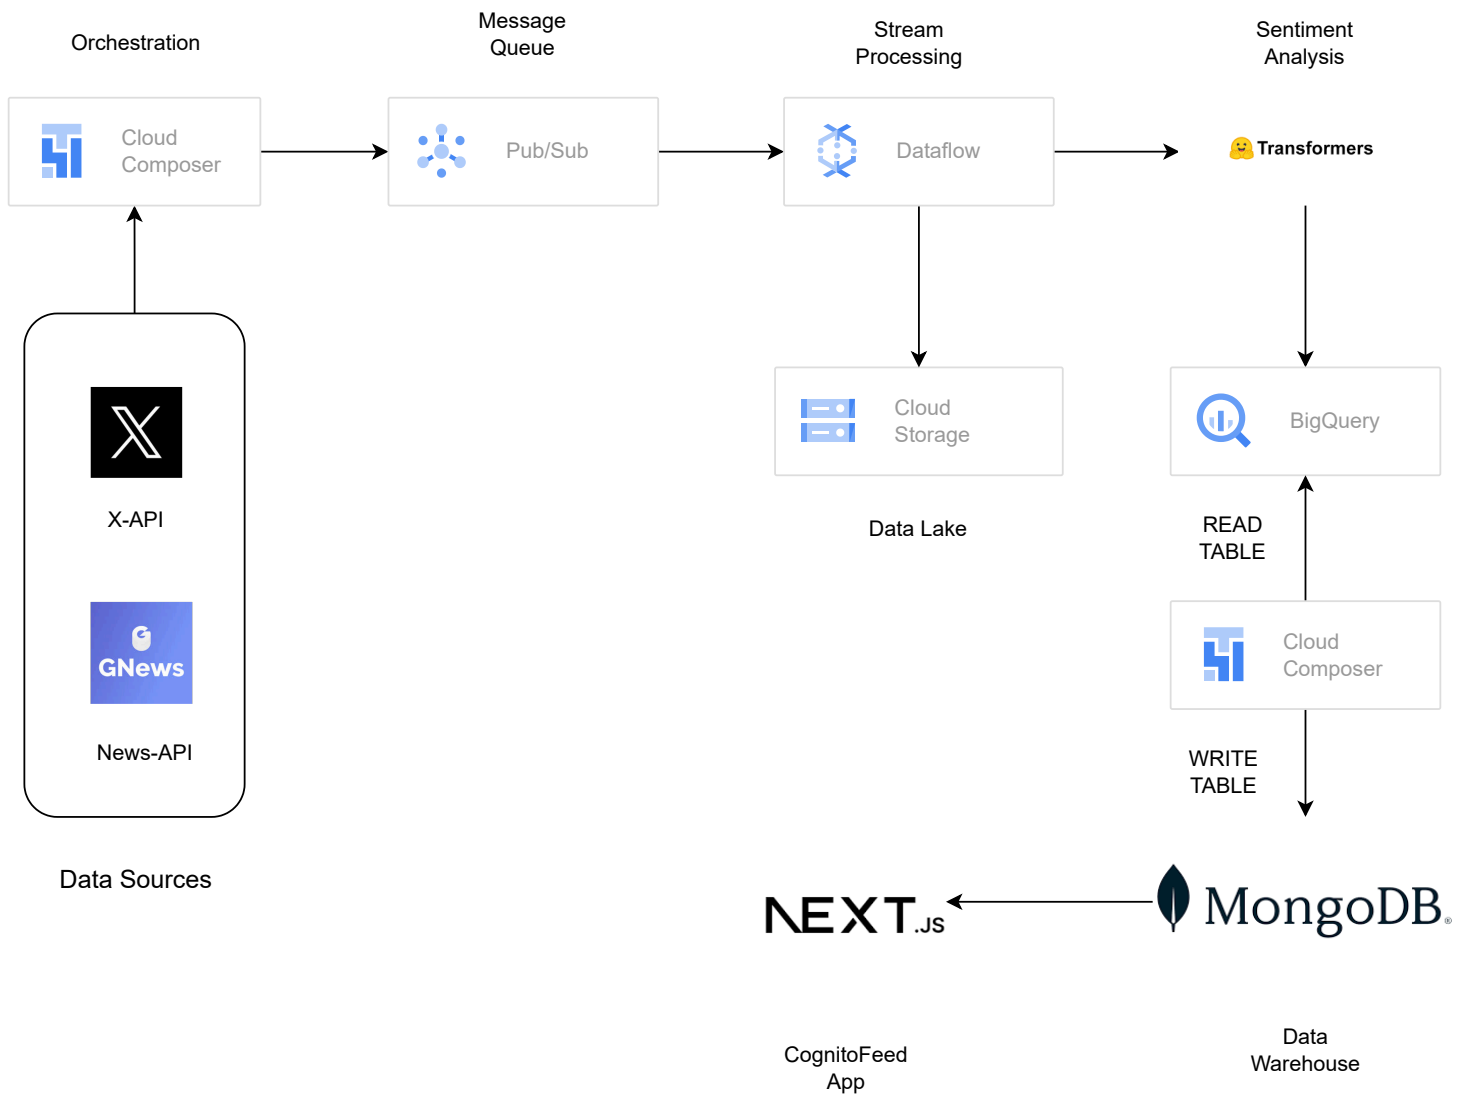 Orchestration
Message
Queue
Stream
Processing
Sentiment
Analysis
Cloud
Composer
Pub/Sub
Dataflow
Transformers
X-API
GNews
News-API
Data Sources
Cloud
Storage
Data Lake
BigQuery
READ
TABLE
Cloud
Composer
WRITE
TABLE
NEXT.JS
MongoDB®
CognitoFeed
App
Data
Warehouse